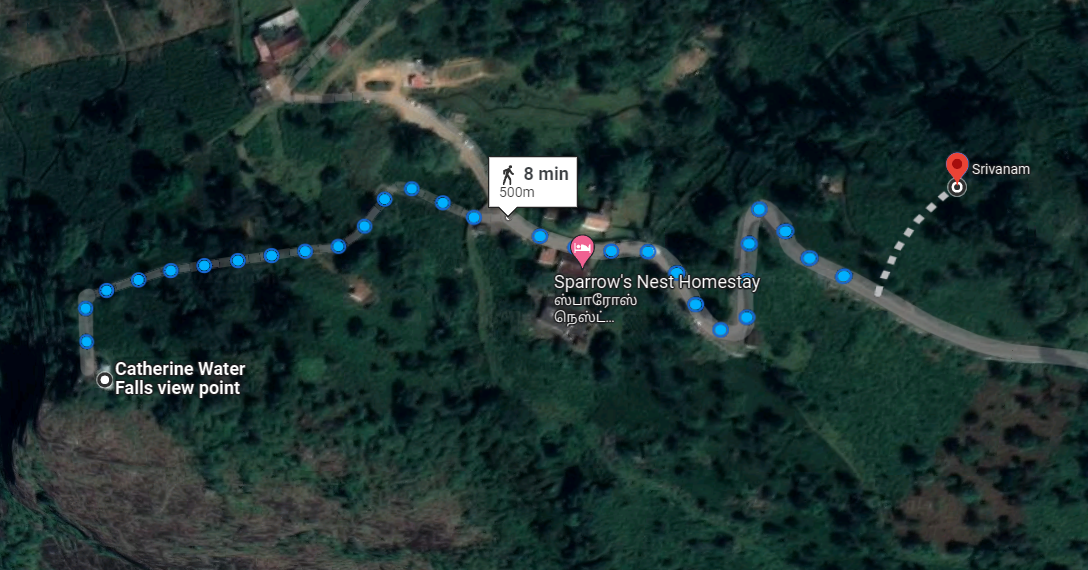 8 min
500m
Srivanam
Sparrow's Nest Homestay
ஸ்பாரோஸ்
நெஸ்ட்...
Catherine Water
Falls view point